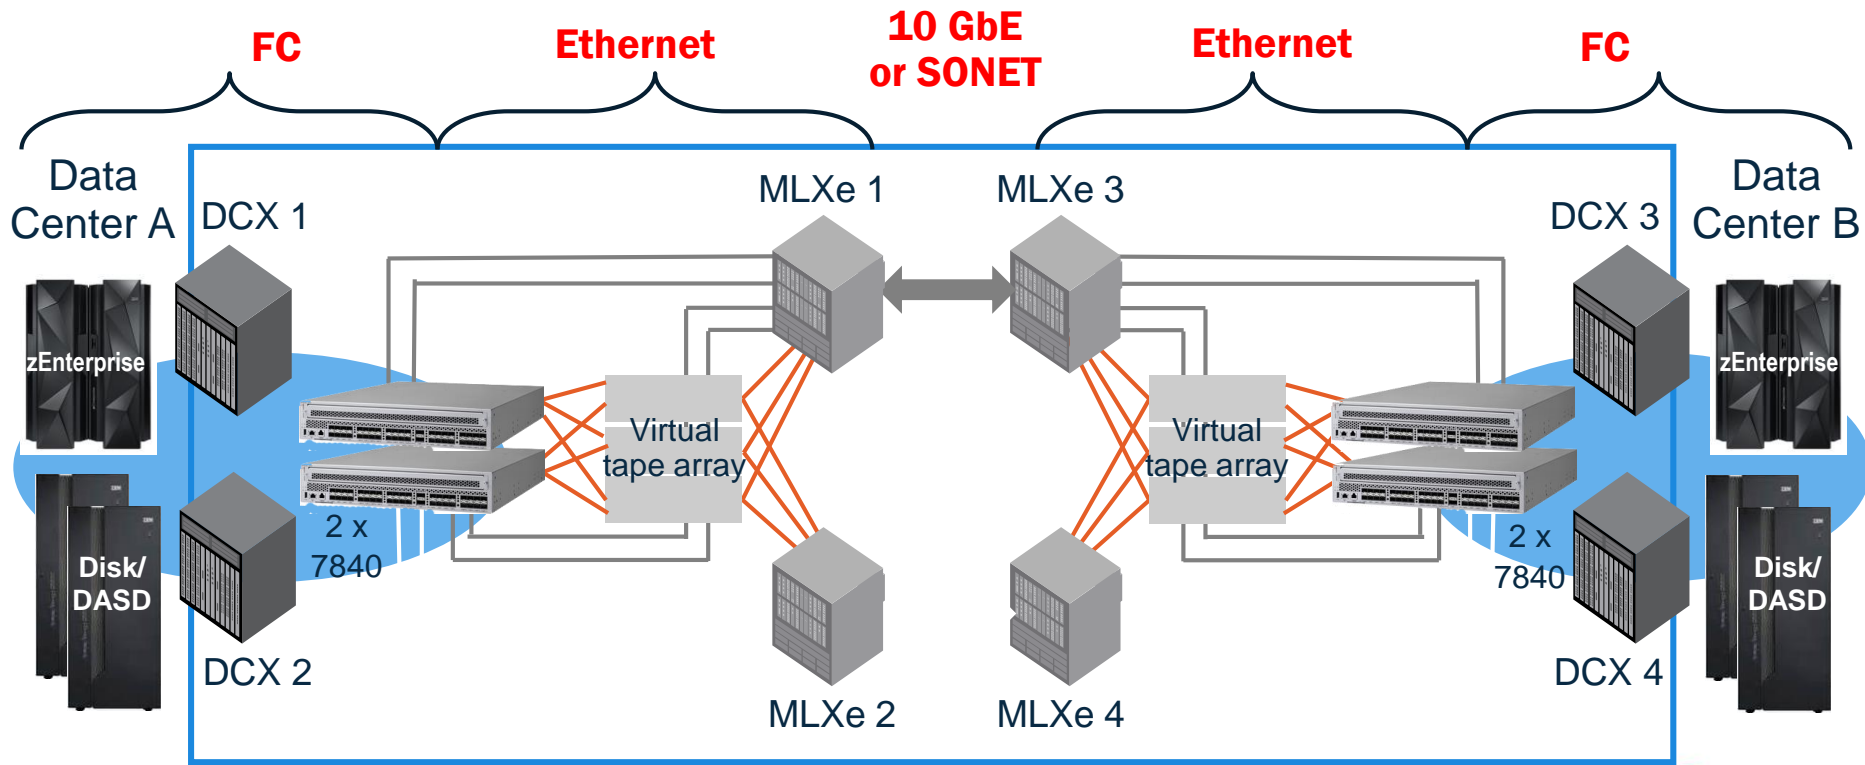 FC
Ethernet
10 GbE
or SONET
Ethernet
FC
Data
Center A
DCX 1
MLXe 1
MLXe 3
DCX 3
Data
Center B
zEnterprise
zEnterprise
Virtual
tape array
Virtual
tape array
2 x
7840
2 x
7840
Disk/
DASD
Disk/
DASD
DCX 2
MLXe 2
MLXe 4
DCX 4